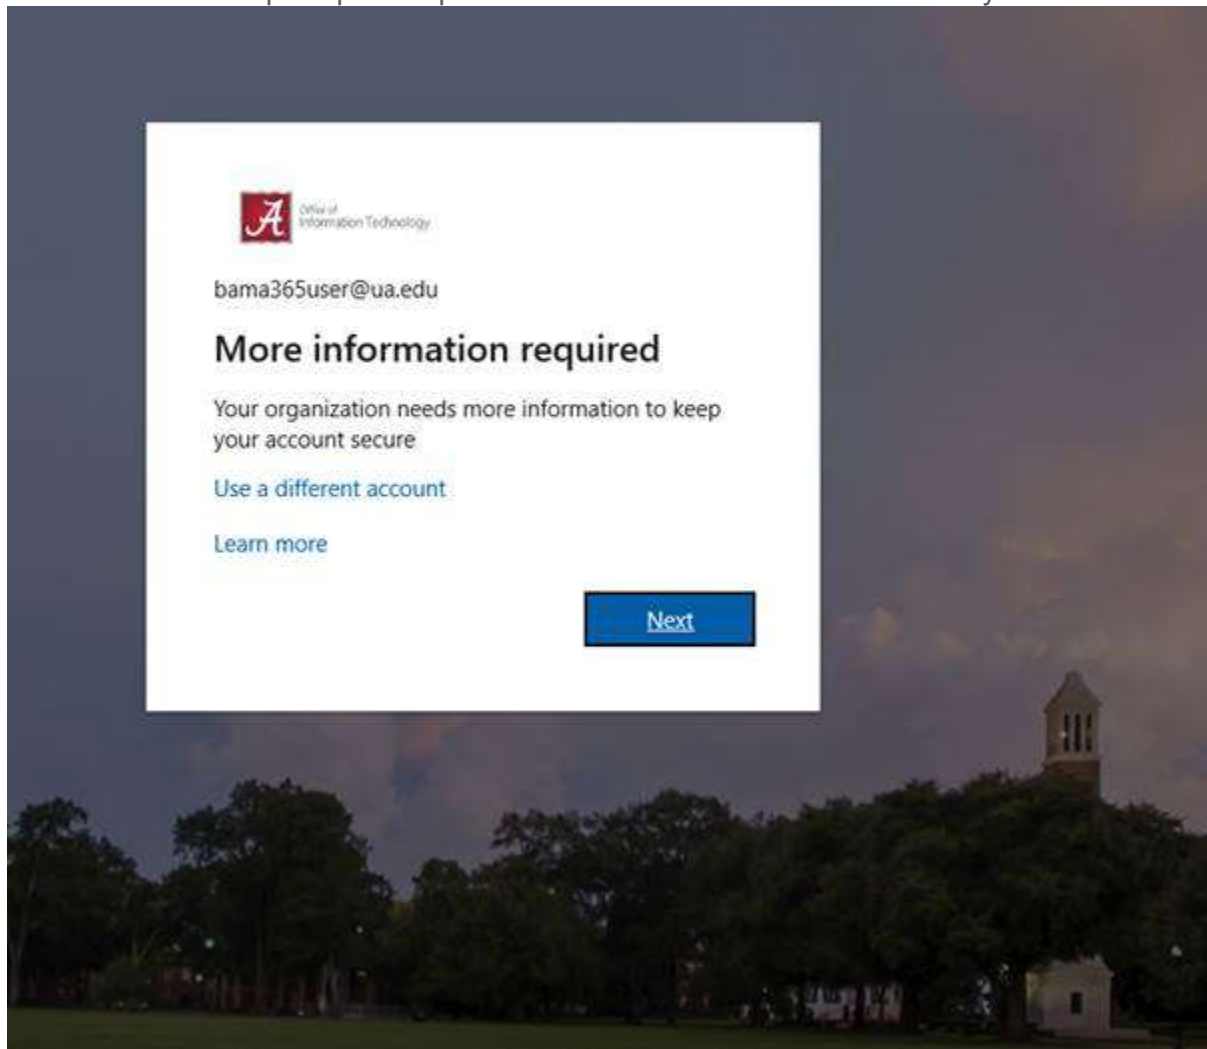 Office of
Information Technology
bama365user@ua.edu
More information required
Your organization needs more information to keep
your account secure
Use a different account
Learn more
Next